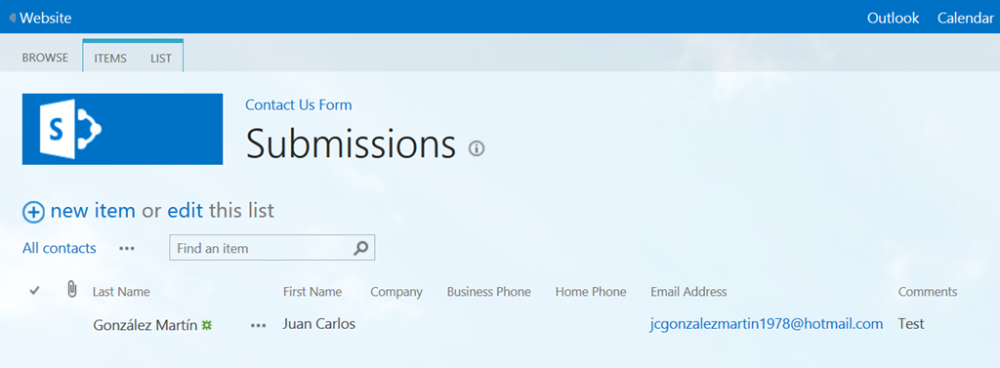 Website Outlook Calendar
BROWSE ITEMS LIST
S
Contact Us Form
Submissions
new item or edit this list
All contacts ••• Find an item
Last Name First Name Company Business Phone Home Phone Email Address Comments
González Martín ••• Juan Carlos jcgonzalezmartin1978@hotmail.com Test